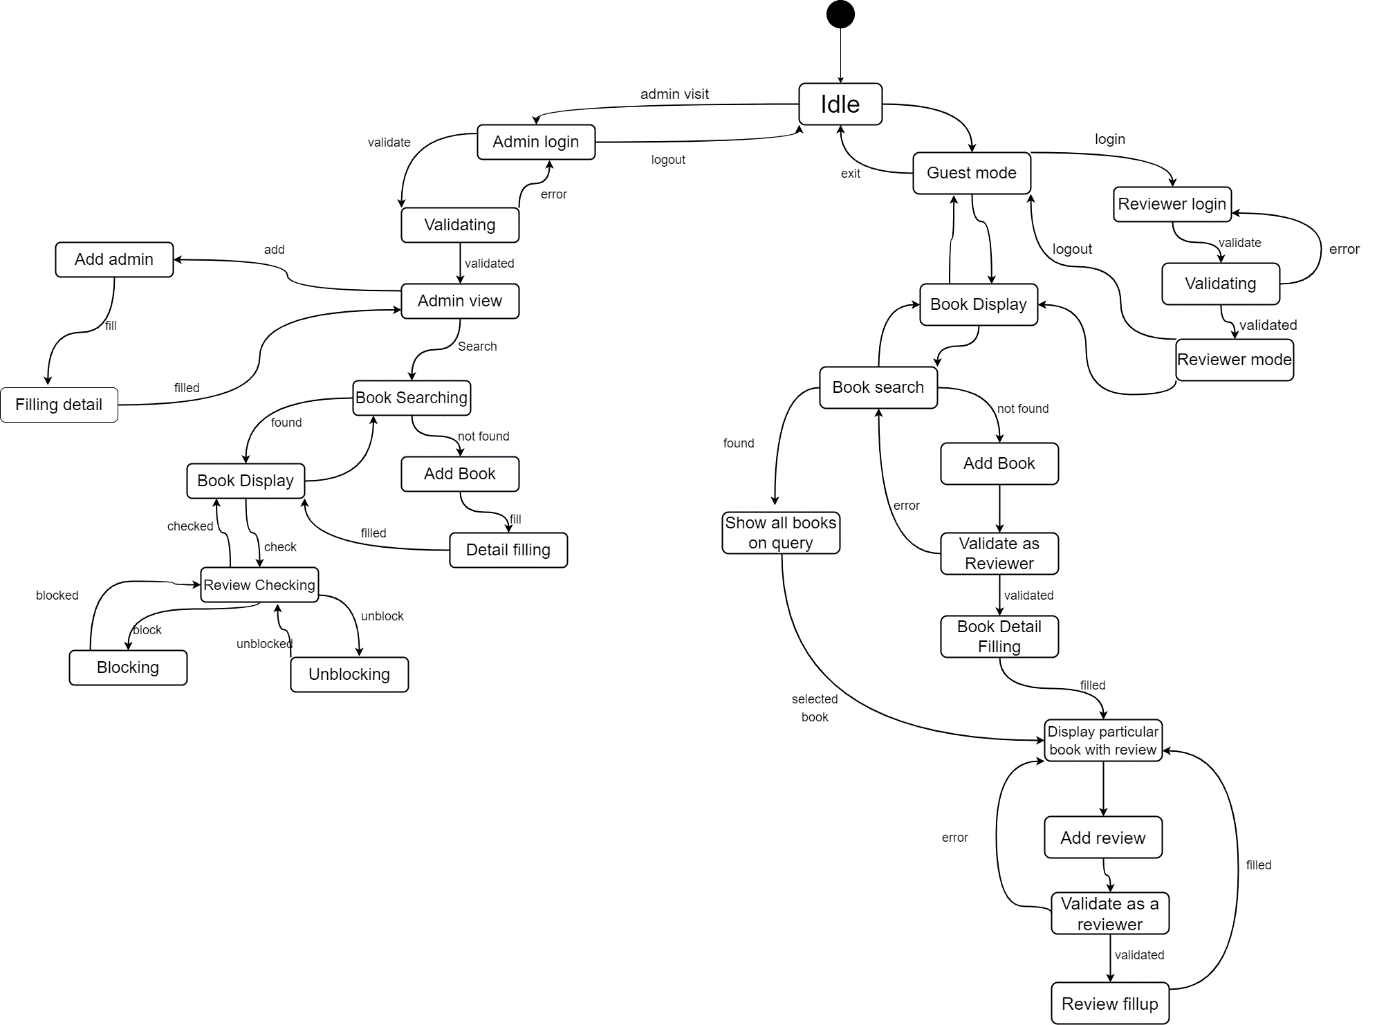 Idle
admin visit
Admin login
logout
validate
error
Validating
validated
Add admin
add
Admin view
fill
Search
filled
Filling detail
Book Searching
found
not found
Book Display
Add Book
fill
checked
check
filled
Detail filling
Review Checking
blocked
block
unblocked
unblock
Blocking
Unblocking
exit
Guest mode
login
Reviewer login
validate
error
logout
Validating
validated
Book Display
Reviewer mode
Book search
found
not found
Add Book
error
Show all books
on query
Validate as
Reviewer
validated
Book Detail
Filling
filled
selected
book
Display particular
book with review
error
Add review
filled
Validate as a
reviewer
validated
Review fillup